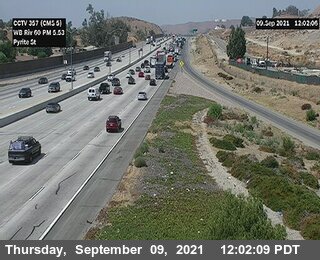 CCTV 357 (CMS 5)
WB Riv 60 PM 5.53
Pyrite St
09.Sep 2021
12:02:06
Thursday, September 09, 2021 12:02:09 PDT